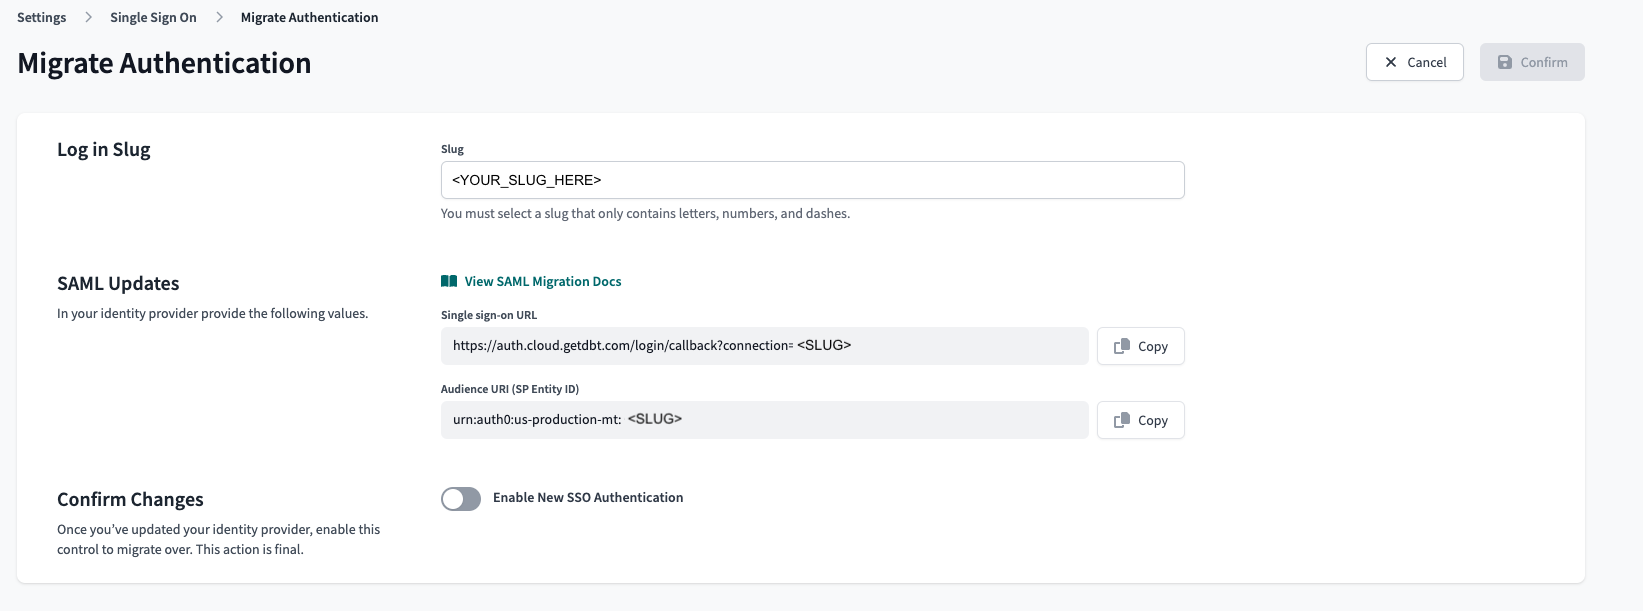 Settings > Single Sign On > Migrate Authentication
Migrate Authentication
Cancel
Confirm
Log in Slug
Slug
<YOUR_SLUG_HERE>
You must select a slug that only contains letters, numbers, and dashes.
SAML Updates
In your identity provider provide the following values.
View SAML Migration Docs
Single sign-on URL
https://auth.cloud.getdbt.com/login/callback?connection= <SLUG>
Copy
Audience URI (SP Entity ID)
urn:auth0:us-production-mt: <SLUG>
Copy
Confirm Changes
Once you've updated your identity provider, enable this
control to migrate over. This action is final.
Enable New SSO Authentication